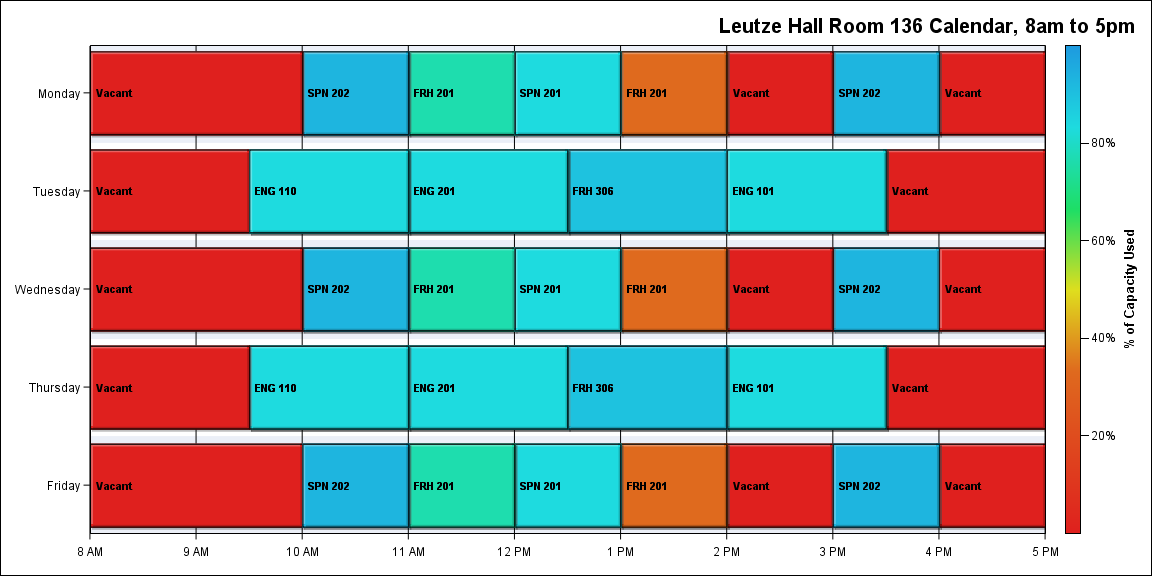 Leutze Hall Room 136 Calendar, 8am to 5pm
Monday
Vacant
SPN 202
FRH 201
SPN 201
FRH 201
Vacant
SPN 202
Vacant
Tuesday
Vacant
ENG 110
ENG 201
FRH 306
ENG 101
Vacant
Wednesday
Vacant
SPN 202
FRH 201
SPN 201
FRH 201
Vacant
SPN 202
Vacant
Thursday
Vacant
ENG 110
ENG 201
FRH 306
ENG 101
Vacant
Friday
Vacant
SPN 202
FRH 201
SPN 201
FRH 201
Vacant
SPN 202
Vacant
8 AM
9 AM
10 AM
11 AM
12 PM
1 PM
2 PM
3 PM
4 PM
5 PM
80%
60%
40%
20%
% of Capacity Used